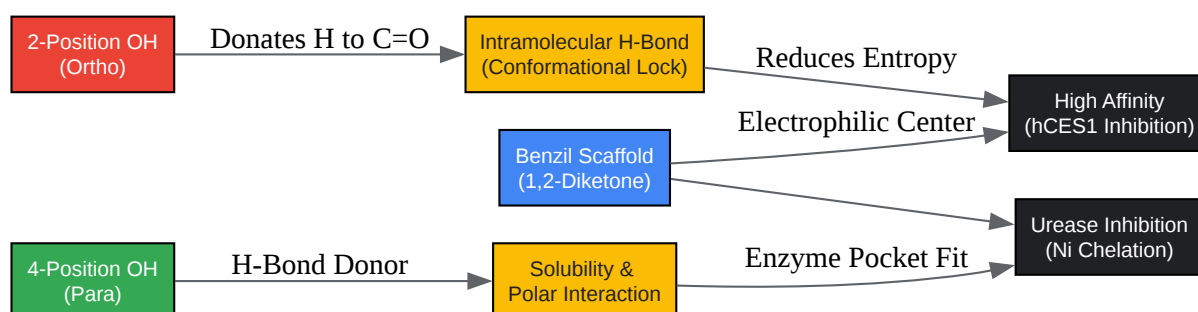 2-Position OH
(Ortho)
Donates H to C=O
Intramolecular H-Bond
(Conformational Lock)
Reduces Entropy
High Affinity
(hCES1 Inhibition)
Electrophilic Center
Benzil Scaffold
(1,2-Diketone)
Urease Inhibition
(Ni Chelation)
4-Position OH
(Para)
H-Bond Donor
Solubility &
Polar Interaction
Enzyme Pocket Fit